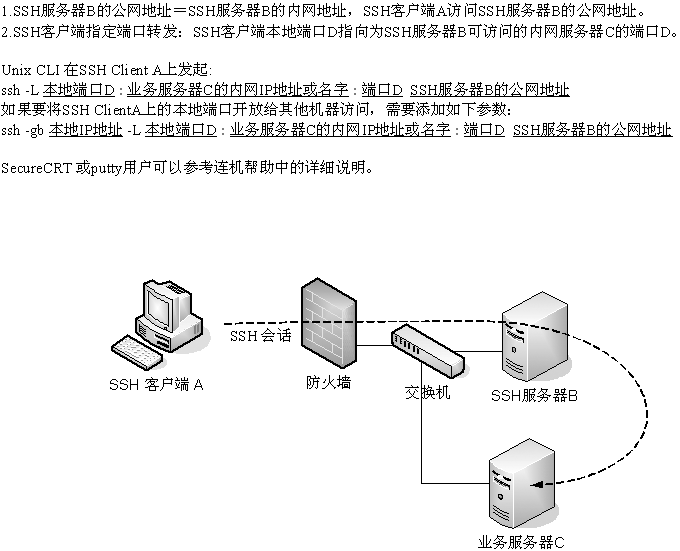 1.SSH服务器B的公网地址＝SSH服务器B的内网地址，SSH客户端A访问SSH服务器B的公网地址。
2.SSH客户端指定端口转发：SSH客户端本地端口D指向为SSH服务器B可访问的内网服务器C的端口D。
Unix CLI 在SSH Client A上发起:
ssh -L 本地端口D : 业务服务器C的内网IP地址或名字 : 端口D SSH服务器B的公网地址
如果要将SSH ClientA上的本地端口开放给其他机器访问，需要添加如下参数：
ssh -gb 本地IP地址 -L 本地端口D : 业务服务器C的内网IP地址或名字 : 端口D SSH服务器B的公网地址
SecureCRT 或putty用户可以参考连机帮助中的详细说明。
SSH 会话
SSH 客户端 A
防火墙
交换机
SSH服务器B
业务服务器C